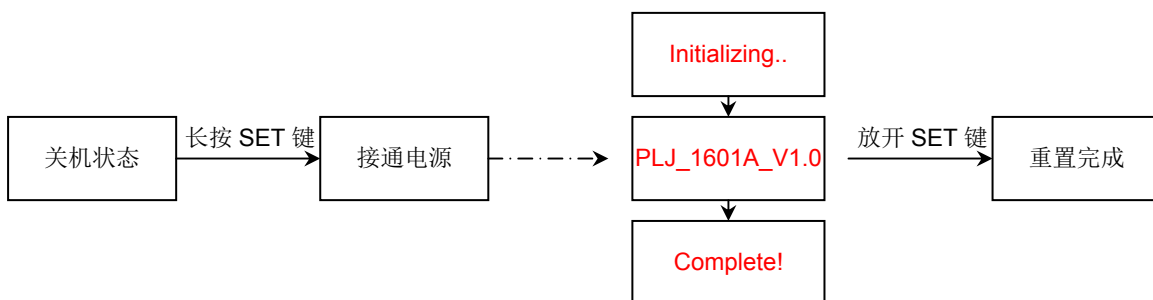 Initializing..
关机状态
长按 SET 键
接通电源
PLJ_1601A_V1.0
放开 SET 键
重置完成
Complete!